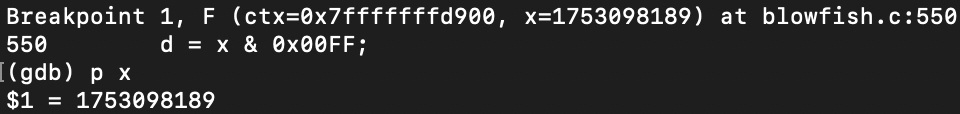 Breakpoint 1, F (ctx=0x7fffffffd900, x=1753098189) at blowfish.c:550
550 d = x & 0x00FF;
(gdb) p x
$1 = 1753098189